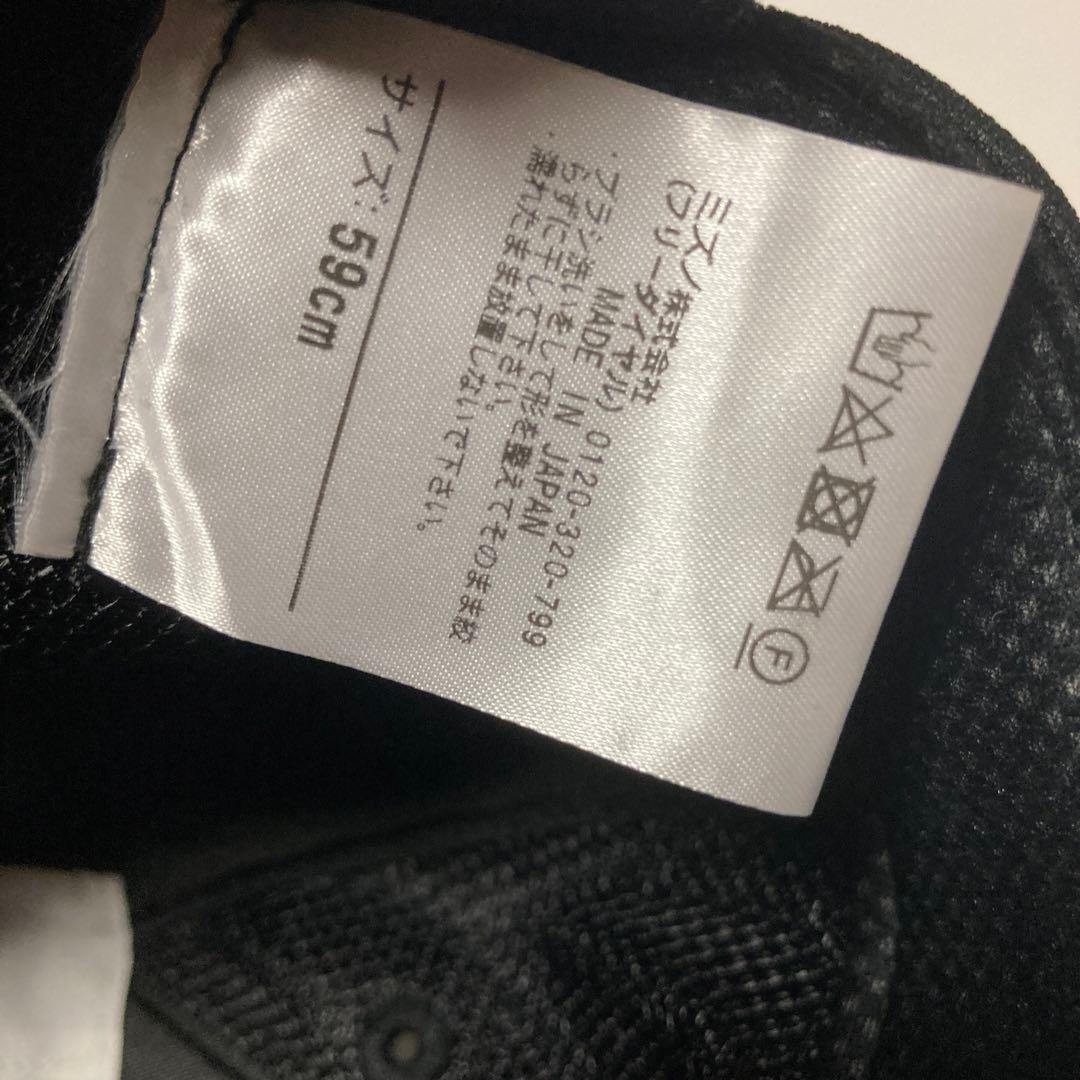 F
ミズノ株式会社
(フリーダイヤル) 0120-320-799
MADE IN JAPAN
・ブラシ洗いをして形を整えてそのまま絞
らずに干して下さい。
・濡れたまま放置しないで下さい。
サイズ: 59cm